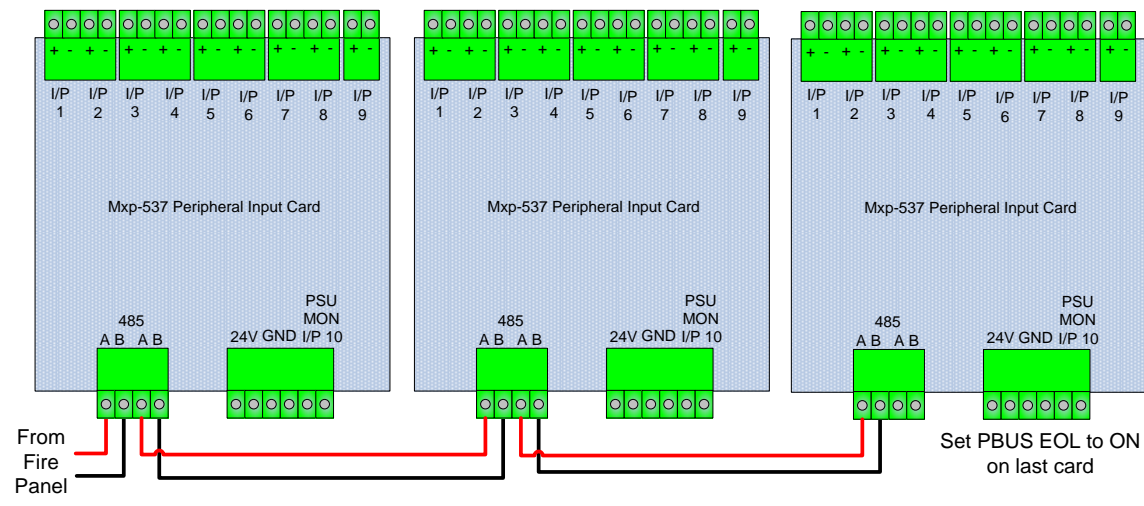 + - + - + - + - + - + - + - + - + -
I/P I/P I/P I/P I/P I/P I/P I/P I/P
1 2 3 4 5 6 7 8 9
Mxp-537 Peripheral Input Card
485
A B A B
PSU
MON
24V GND I/P 10
+ - + - + - + - + - + - + - + - + -
I/P I/P I/P I/P I/P I/P I/P I/P I/P
1 2 3 4 5 6 7 8 9
Mxp-537 Peripheral Input Card
485
A B A B
PSU
MON
24V GND I/P 10
+ - + - + - + - + - + - + - + - + -
I/P I/P I/P I/P I/P I/P I/P I/P I/P
1 2 3 4 5 6 7 8 9
Mxp-537 Peripheral Input Card
485
A B A B
PSU
MON
24V GND I/P 10
From
Fire
Panel
Set PBUS EOL to ON
on last card